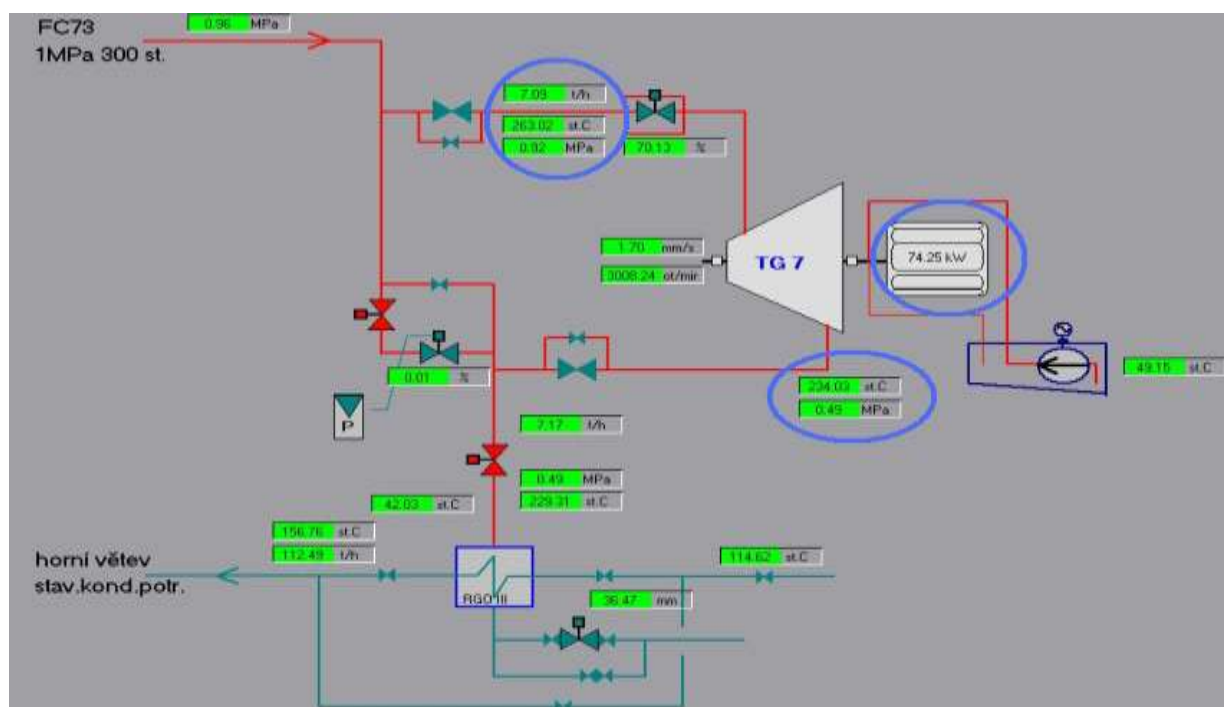 FC73
0.96 MPa
1MPa 300 st.
7.09 t/h
263.02 st.C
0.92 MPa
70.13 %
1.70 mm/s
3008.24 ot/min
TG 7
74.25 kW
0.01 %
P
234.03 st.C
0.49 MPa
49.15 st.C
7.17 t/h
0.49 MPa
229.31 st.C
42.03 st.C
156.76 st.C
112.49 t/h
114.62 st.C
horní větev
stav.kond.potr.
RGO III
36.47 mm